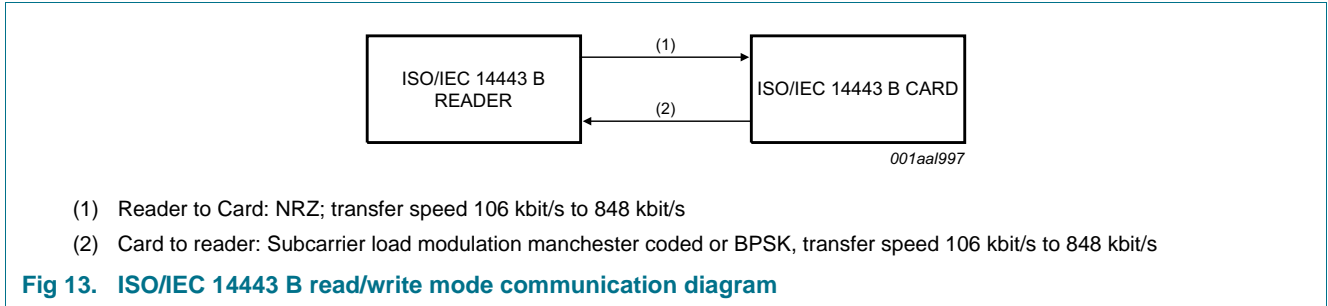 (1)
ISO/IEC 14443 B
READER
ISO/IEC 14443 B CARD
(2)
001aal997
(1) Reader to Card: NRZ; transfer speed 106 kbit/s to 848 kbit/s
(2) Card to reader: Subcarrier load modulation manchester coded or BPSK, transfer speed 106 kbit/s to 848 kbit/s
Fig 13. ISO/IEC 14443 B read/write mode communication diagram